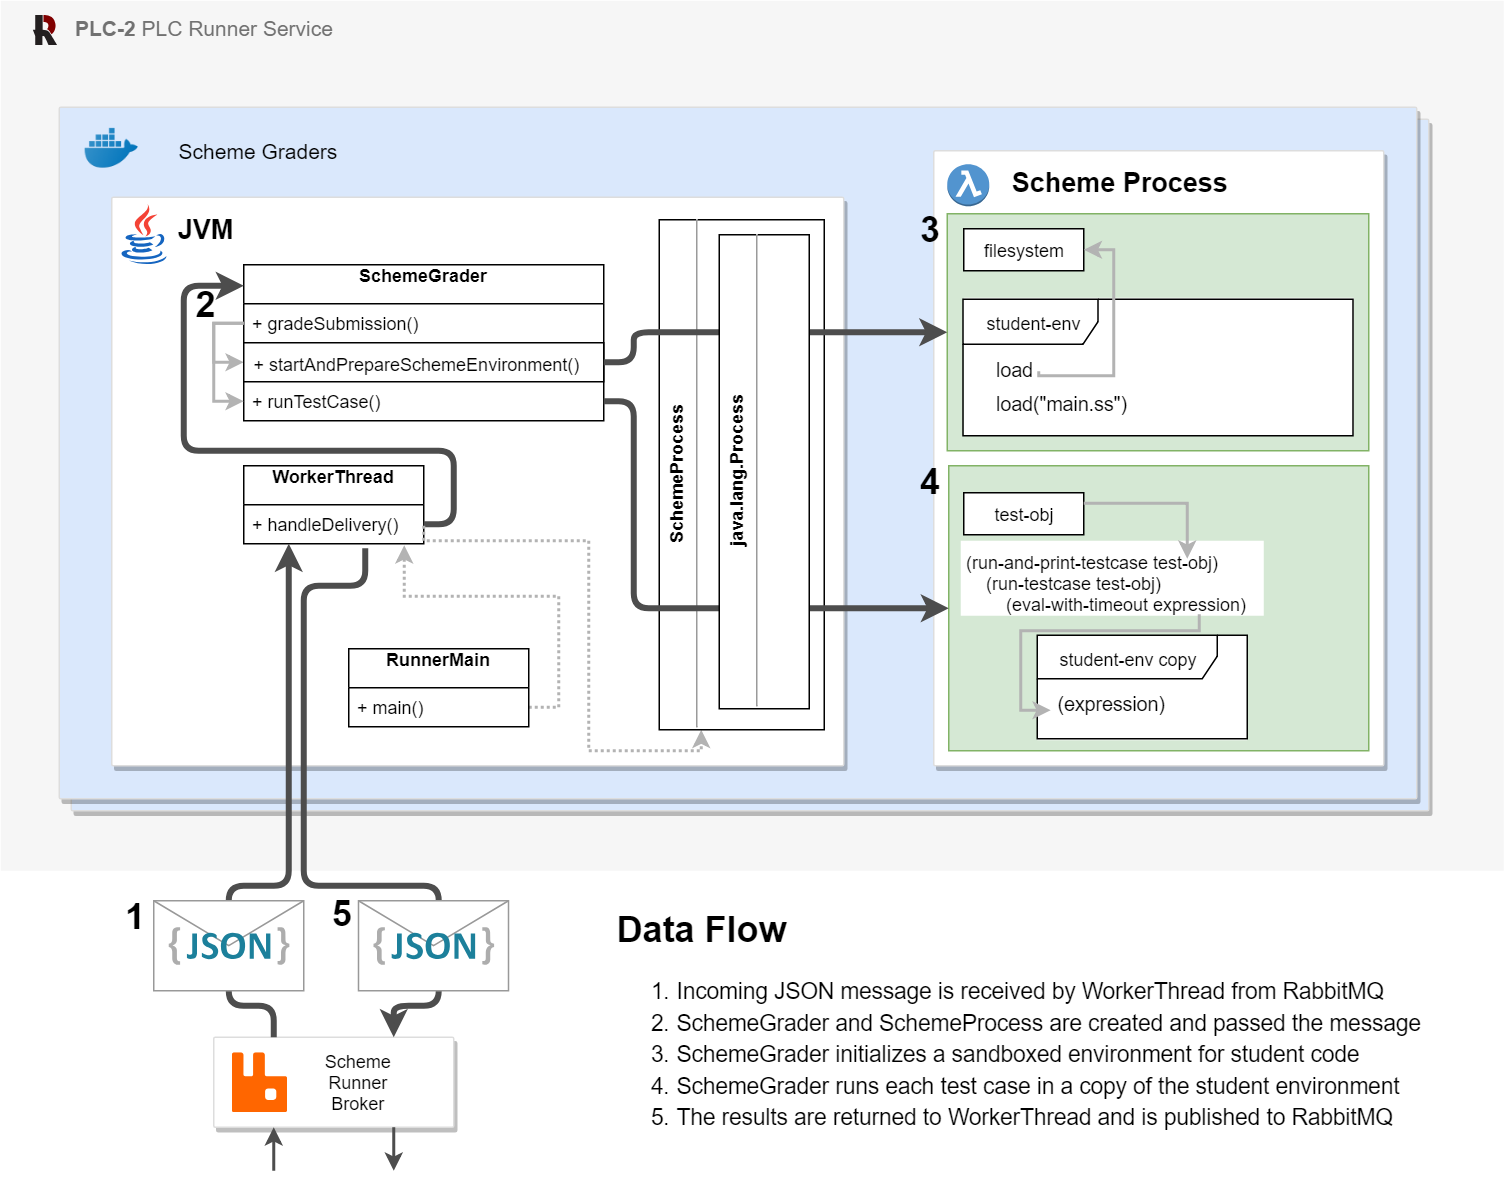 PLC-2 PLC Runner Service
Scheme Graders
JVM
2
SchemeGrader
+ gradeSubmission()
+ startAndPrepareSchemeEnvironment()
+ runTestCase()
WorkerThread
+ handleDelivery()
RunnerMain
+ main()
SchemeProcess
java.lang.Process
λ
Scheme Process
3
filesystem
student-env
load
load("main.ss")
4
test-obj
(run-and-print-testcase test-obj)
(run-testcase test-obj)
(eval-with-timeout expression)
student-env copy
(expression)
1
{JSON}
5
{JSON}
Scheme
Runner
Broker
Data Flow
1. Incoming JSON message is received by WorkerThread from RabbitMQ
2. SchemeGrader and SchemeProcess are created and passed the message
3. SchemeGrader initializes a sandboxed environment for student code
4. SchemeGrader runs each test case in a copy of the student environment
5. The results are returned to WorkerThread and is published to RabbitMQ